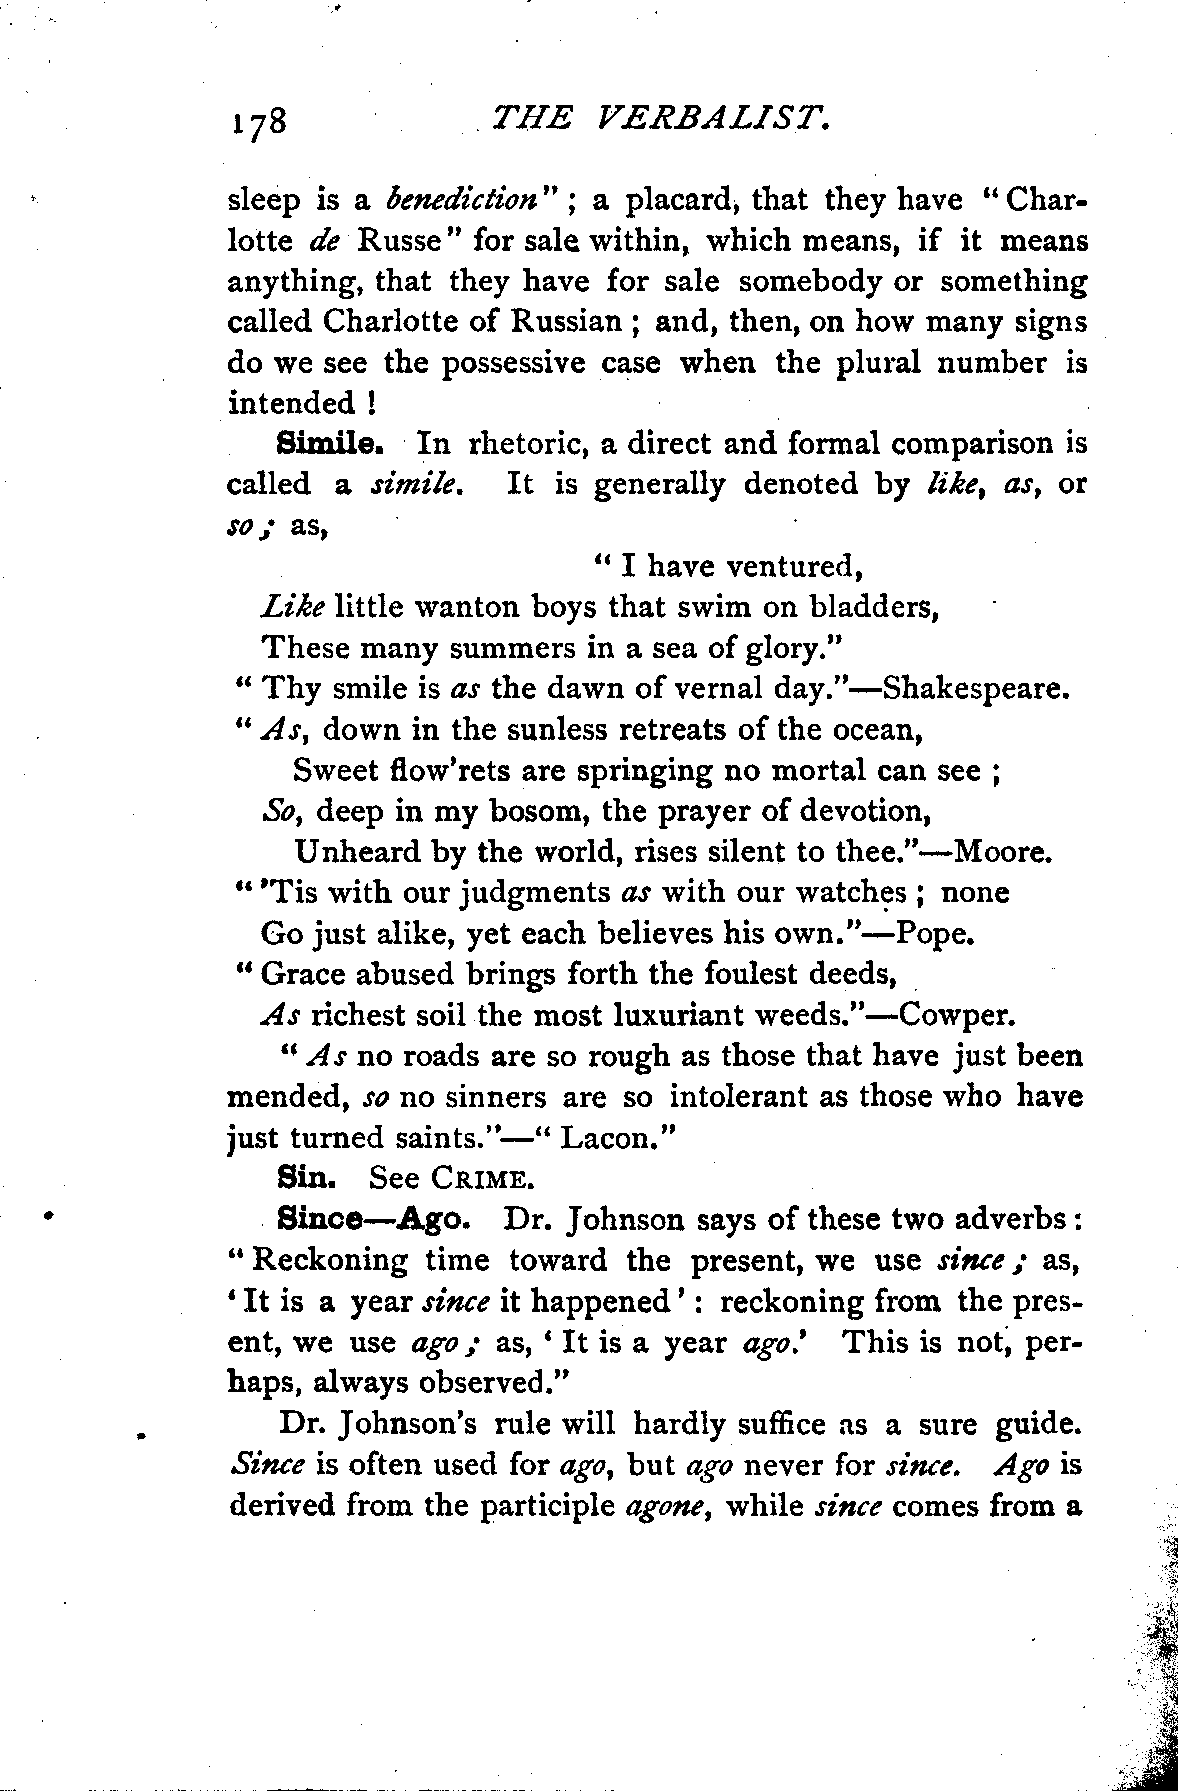 178 THE VERBALIST.
sleep is a benediction" ; a placard, that they have "Char-
lotte de Russe" for sale within, which means, if it means
anything, that they have for sale somebody or something
called Charlotte of Russian ; and, then, on how many signs
do we see the possessive case when the plural number is
intended !
Simile. In rhetoric, a direct and formal comparison is
called a simile. It is generally denoted by like, as, or
so ; as,
" I have ventured,
Like little wanton boys that swim on bladders,
These many summers in a sea of glory."
" Thy smile is as the dawn of vernal day."—Shakespeare.
" As, down in the sunless retreats of the ocean,
Sweet flow'rets are springing no mortal can see ;
So, deep in my bosom, the prayer of devotion,
Unheard by the world, rises silent to thee."—Moore.
" 'Tis with our judgments as with our watches ; none
Go just alike, yet each believes his own."—Pope.
" Grace abused brings forth the foulest deeds,
As richest soil the most luxuriant weeds."—Cowper.
" As no roads are so rough as those that have just been
mended, so no sinners are so intolerant as those who have
just turned saints."—" Lacon."
Sin. See CRIME.
Since—Ago. Dr. Johnson says of these two adverbs :
" Reckoning time toward the present, we use since ; as,
' It is a year since it happened ' : reckoning from the pres-
ent, we use ago ; as, ' It is a year ago.' This is not, per-
haps, always observed."
Dr. Johnson's rule will hardly suffice as a sure guide.
Since is often used for ago, but ago never for since. Ago is
derived from the participle agone, while since comes from a